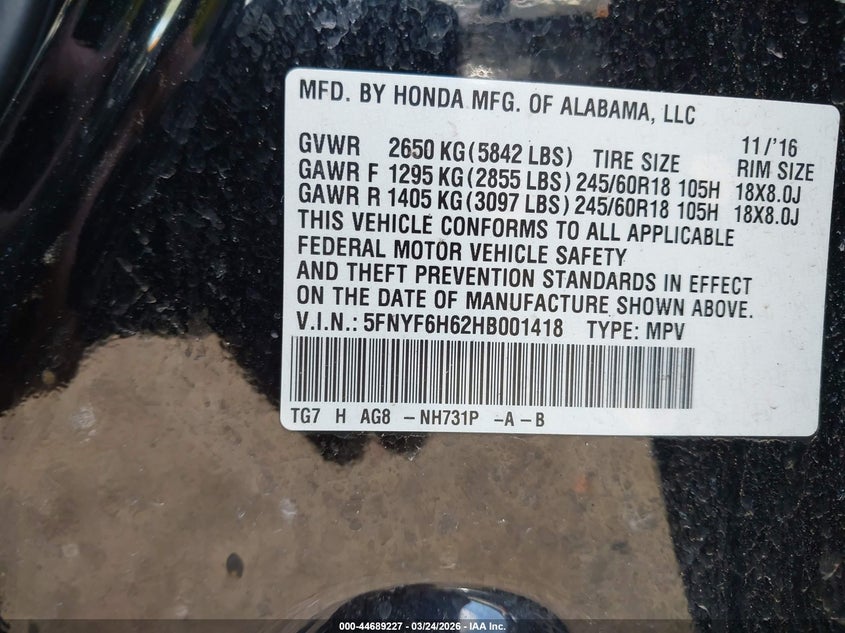 MFD. BY HONDA MFG. OF ALABAMA, LLC
11/'16
GVWR 2650 KG (5842 LBS) TIRE SIZE RIM SIZE
GAWR F 1295 KG (2855 LBS) 245/60R18 105H 18X8.0J
GAWR R 1405 KG (3097 LBS) 245/60R18 105H 18X8.0J
THIS VEHICLE CONFORMS TO ALL APPLICABLE
FEDERAL MOTOR VEHICLE SAFETY
AND THEFT PREVENTION STANDARDS IN EFFECT
ON THE DATE OF MANUFACTURE SHOWN ABOVE.
V.I.N.: 5FNYF6H62HB001418 TYPE: MPV
TG7 H AG8 – NH731P – A – B
000-44689227 - 03/24/2026 - IAA Inc.